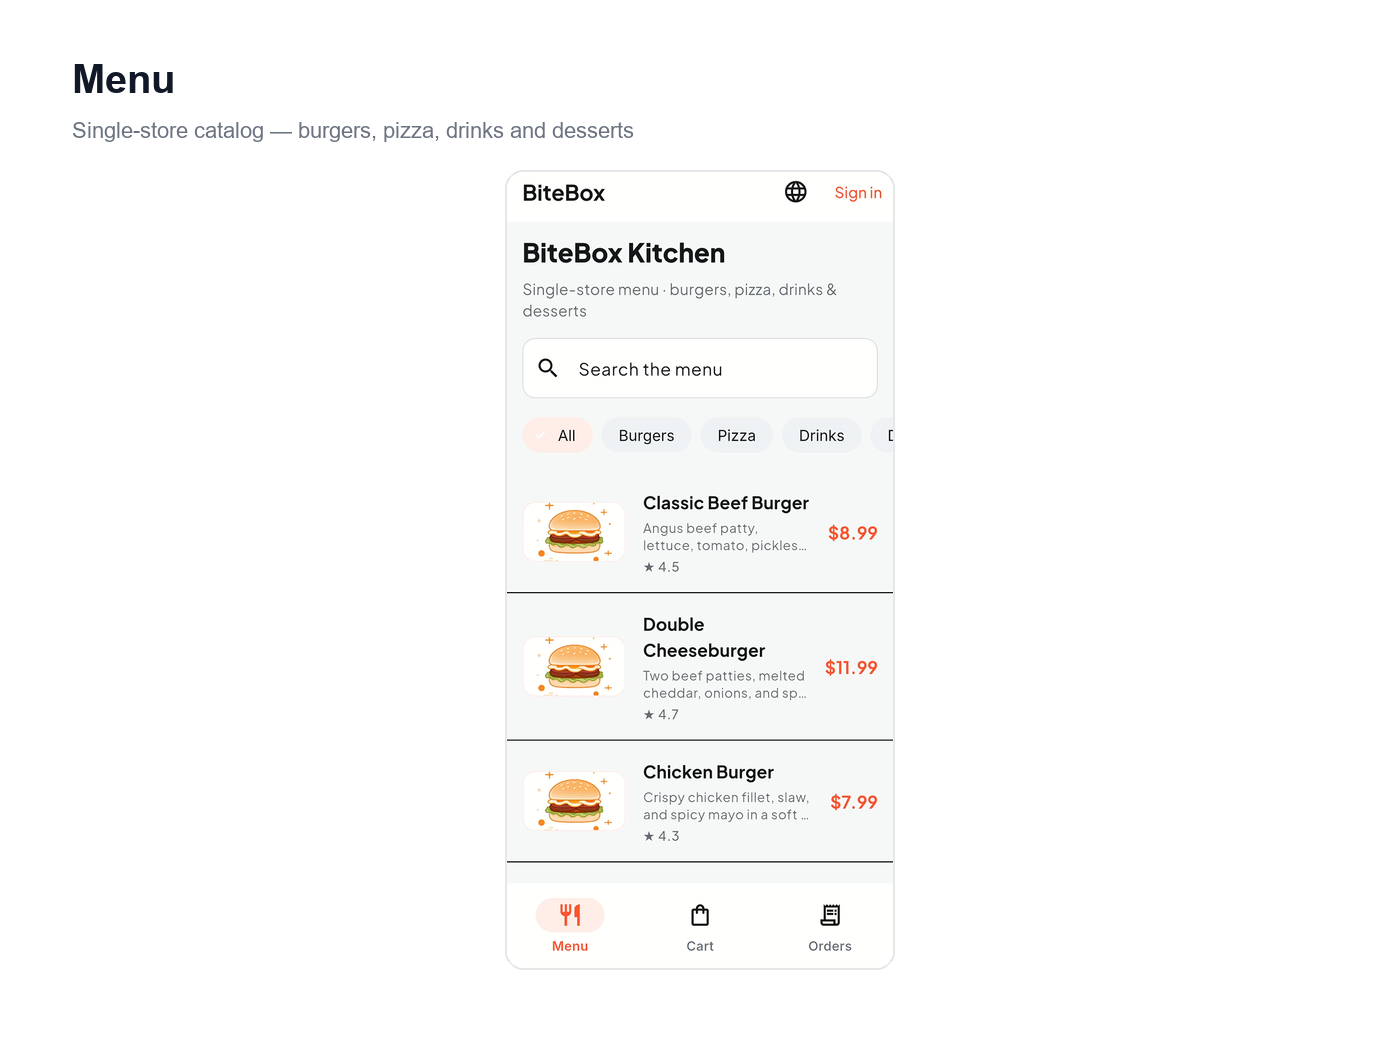 Menu
Single-store catalog — burgers, pizza, drinks and desserts
BiteBox
Sign in
BiteBox Kitchen
Single-store menu · burgers, pizza, drinks &
desserts
Search the menu
All Burgers Pizza Drinks
Classic Beef Burger
Angus beef patty,
lettuce, tomato, pickles…
★ 4.5
$8.99
Double
Cheeseburger
Two beef patties, melted
cheddar, onions, and sp…
★ 4.7
$11.99
Chicken Burger
Crispy chicken fillet, slaw,
and spicy mayo in a soft …
★ 4.3
$7.99
Menu Cart Orders